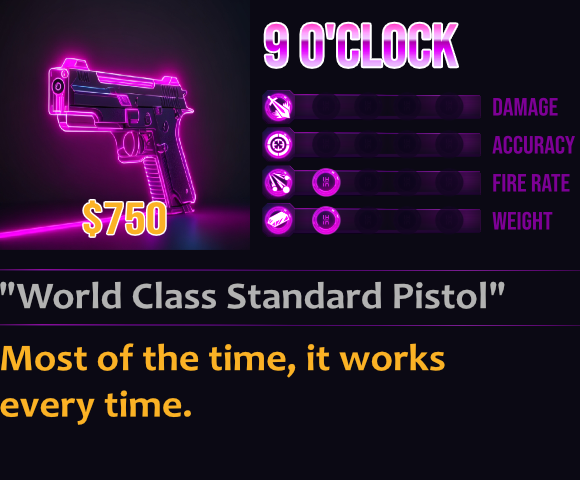 9 O'CLOCK
DAMAGE
ACCURACY
FIRE RATE
WEIGHT
$750
"World Class Standard Pistol"
Most of the time, it works
every time.